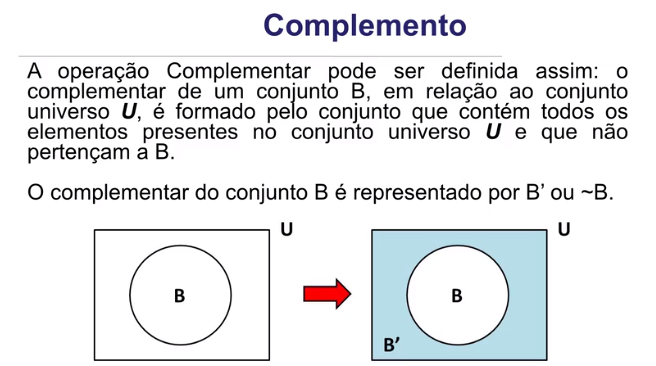 Complemento
A operação Complementar pode ser definida assim: o
complementar de um conjunto B, em relação ao conjunto
universo U, é formado pelo conjunto que contém todos os
elementos presentes no conjunto universo U e que não
pertençam a B.
O complementar do conjunto B é representado por B’ ou ~B.
U
U
B
B
B’